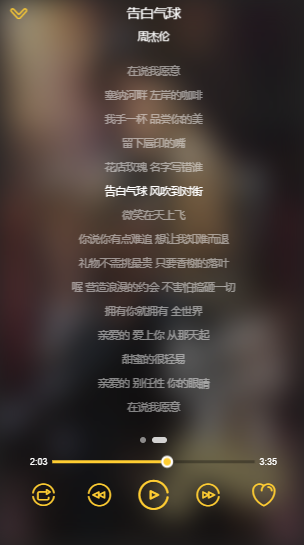 告白气球
周杰伦
在说我愿意
塞纳河畔 左岸的咖啡
我手一杯 品尝你的美
留下唇印的嘴
花店玫瑰 名字写错谁
告白气球 风吹到对街
微笑在天上飞
你说你有点难追 想让我知难而退
礼物不需挑最贵 只要香榭的落叶
喔 营造浪漫的约会 不害怕搞砸一切
拥有你就拥有 全世界
亲爱的 爱上你 从那天起
甜蜜的很轻易
亲爱的 别任性 你的眼睛
在说我愿意
2:03 3:35